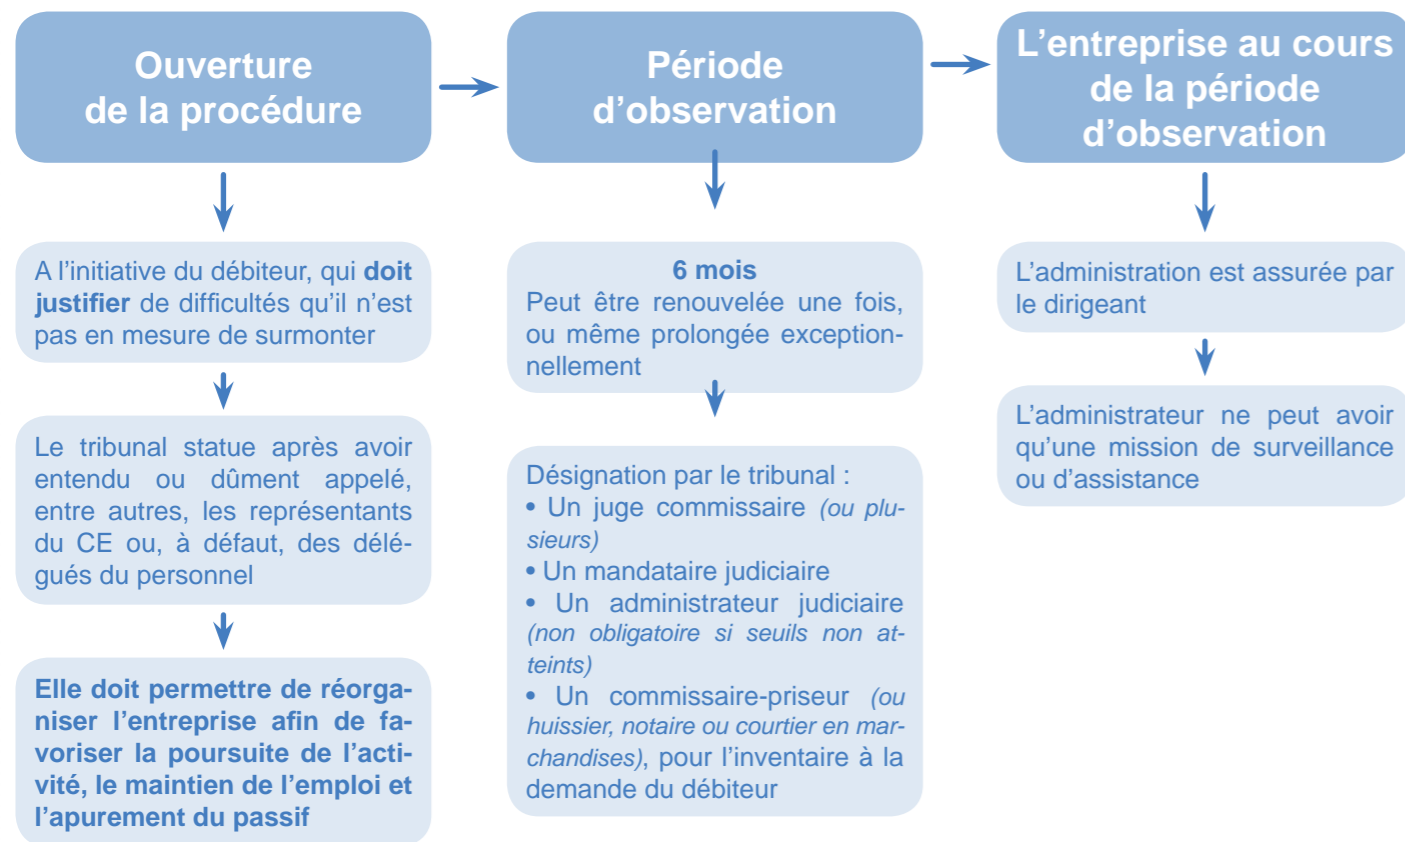 Ouverture
de la procédure
A l’initiative du débiteur, qui doit
justifier de difficultés qu’il n’est
pas en mesure de surmonter
Le tribunal statue après avoir
entendu ou dûment appelé,
entre autres, les représentants
du CE ou, à défaut, des délé-
gués du personnel
Elle doit permettre de réorga-
niser l’entreprise afin de fa-
voriser la poursuite de l’acti-
vité, le maintien de l’emploi et
l’apurement du passif
Période
d’observation
6 mois
Peut être renouvelée une fois,
ou même prolongée exception-
nellement
Désignation par le tribunal :
• Un juge commissaire (ou plu-
sieurs)
• Un mandataire judiciaire
• Un administrateur judiciaire
(non obligatoire si seuils non at-
teints)
• Un commissaire-priseur (ou
huissier, notaire ou courtier en mar-
chandises), pour l’inventaire à la
demande du débiteur
L’entreprise au cours
de la période
d’observation
L’administration est assurée par
le dirigeant
L’administrateur ne peut avoir
qu’une mission de surveillance
ou d’assistance